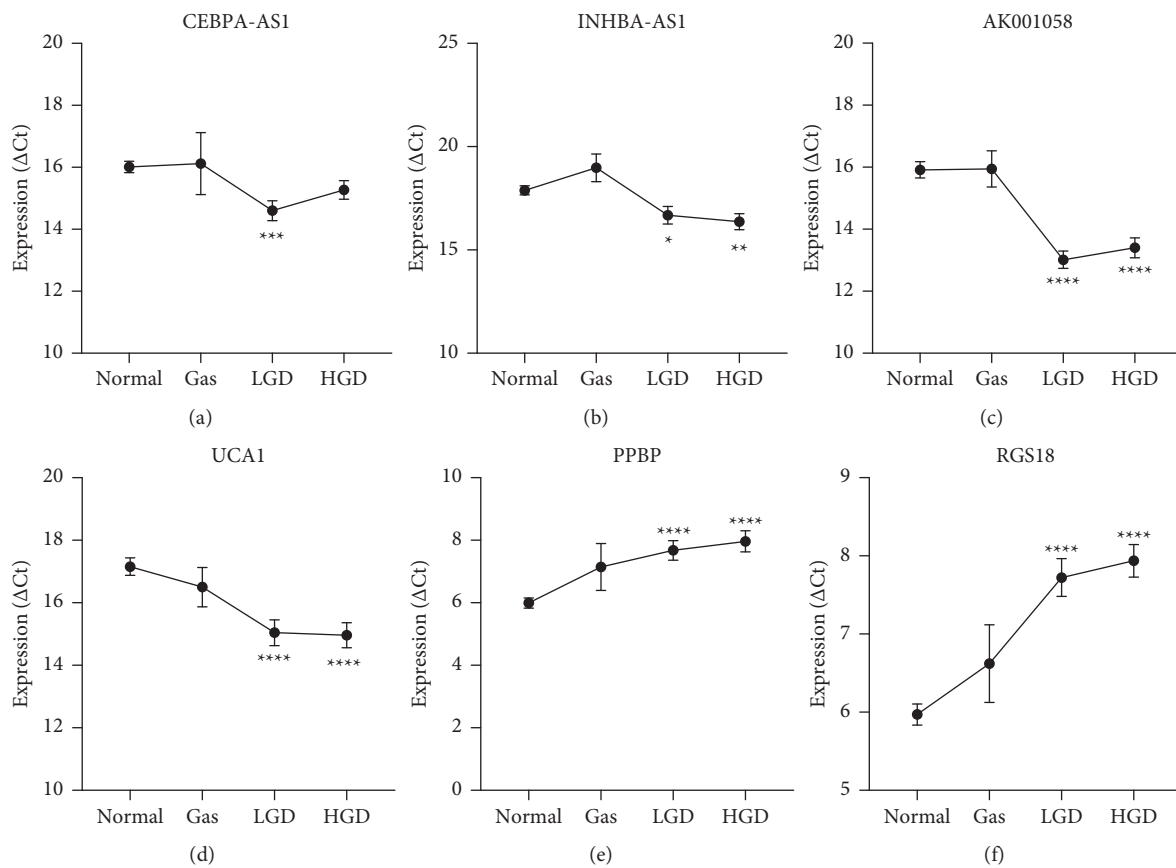 CEBPA-AS1
20
18
16
14
12
10
Expression (ΔCt)
***
Normal Gas LGD HGD
(a)
INHBA-AS1
25
20
15
10
Expression (ΔCt)
*
**
Normal Gas LGD HGD
(b)
AK001058
20
18
16
14
12
10
Expression (ΔCt)
****
****
Normal Gas LGD HGD
(c)
UCA1
20
18
16
14
12
10
Expression (ΔCt)
****
****
Normal Gas LGD HGD
(d)
PPBP
10
8
6
4
2
0
Expression (ΔCt)
****
****
Normal Gas LGD HGD
(e)
RGS18
9
8
7
6
5
Expression (ΔCt)
****
****
Normal Gas LGD HGD
(f)